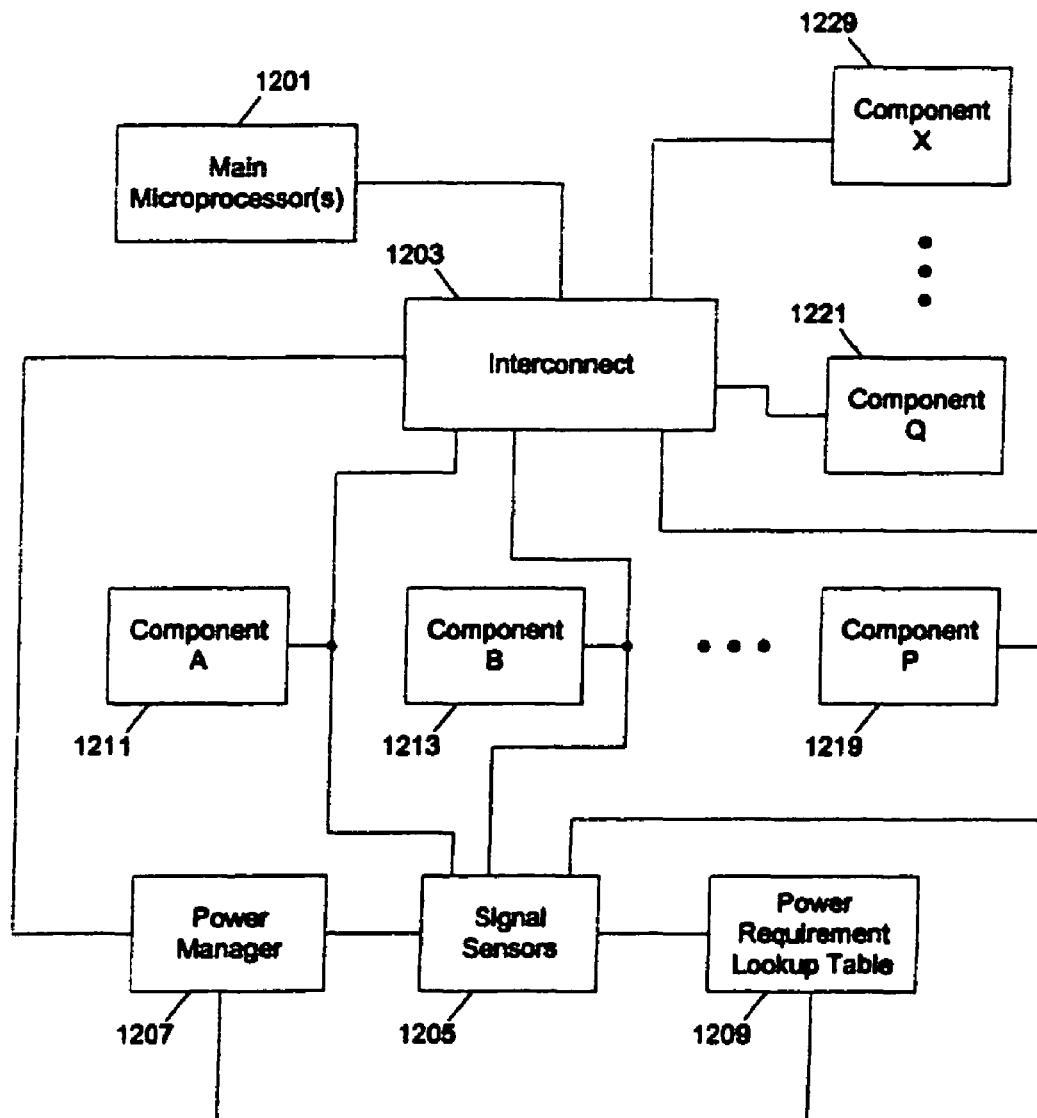 1229
Component
X
1201
Main
Microprocessor(s)
1203
Interconnect
1221
Component
Q
Component
A
1211
Component
B
1213
Component
P
1219
Power
Manager
1207
Signal
Sensors
1205
Power
Requirement
Lookup Table
1209